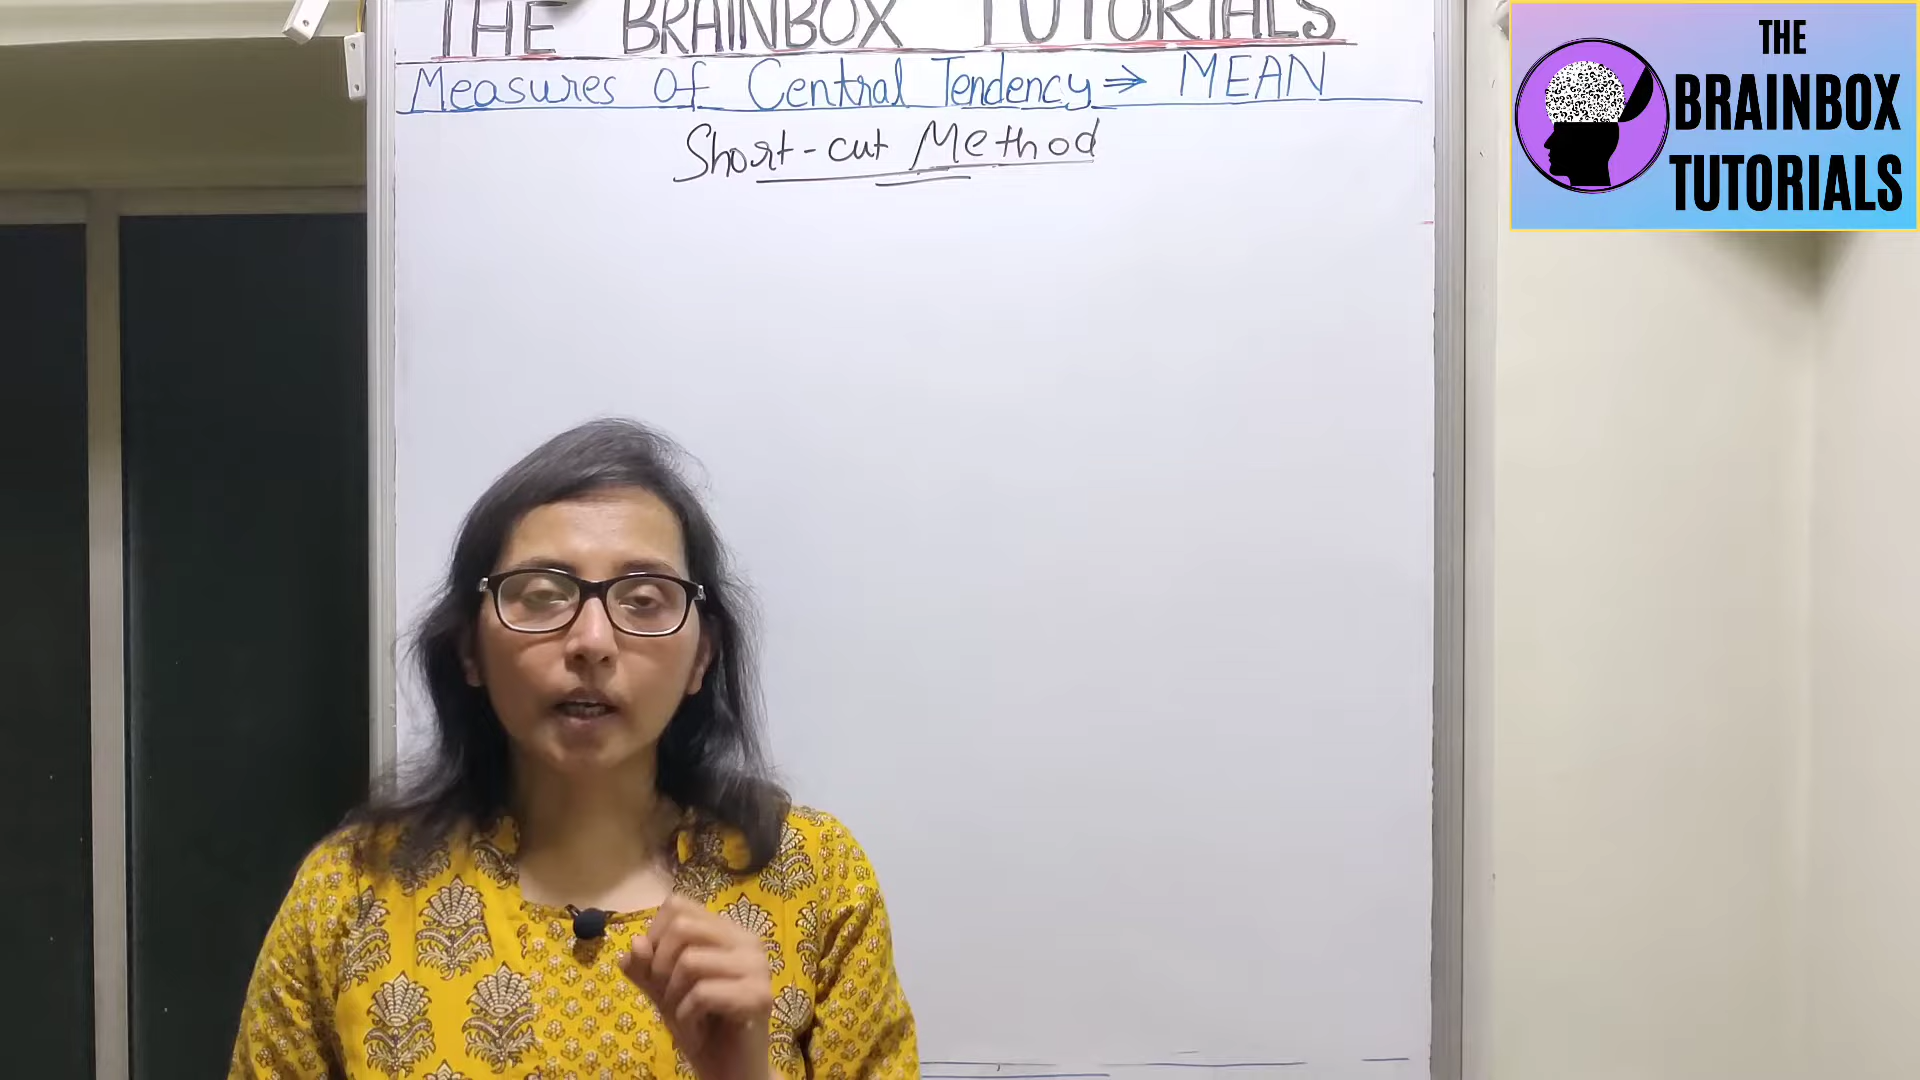 THE BRAINBOX TUTORIALS
Measures of Central Tendency ⇒ MEAN
Short-cut Method
THE
BRAINBOX
TUTORIALS